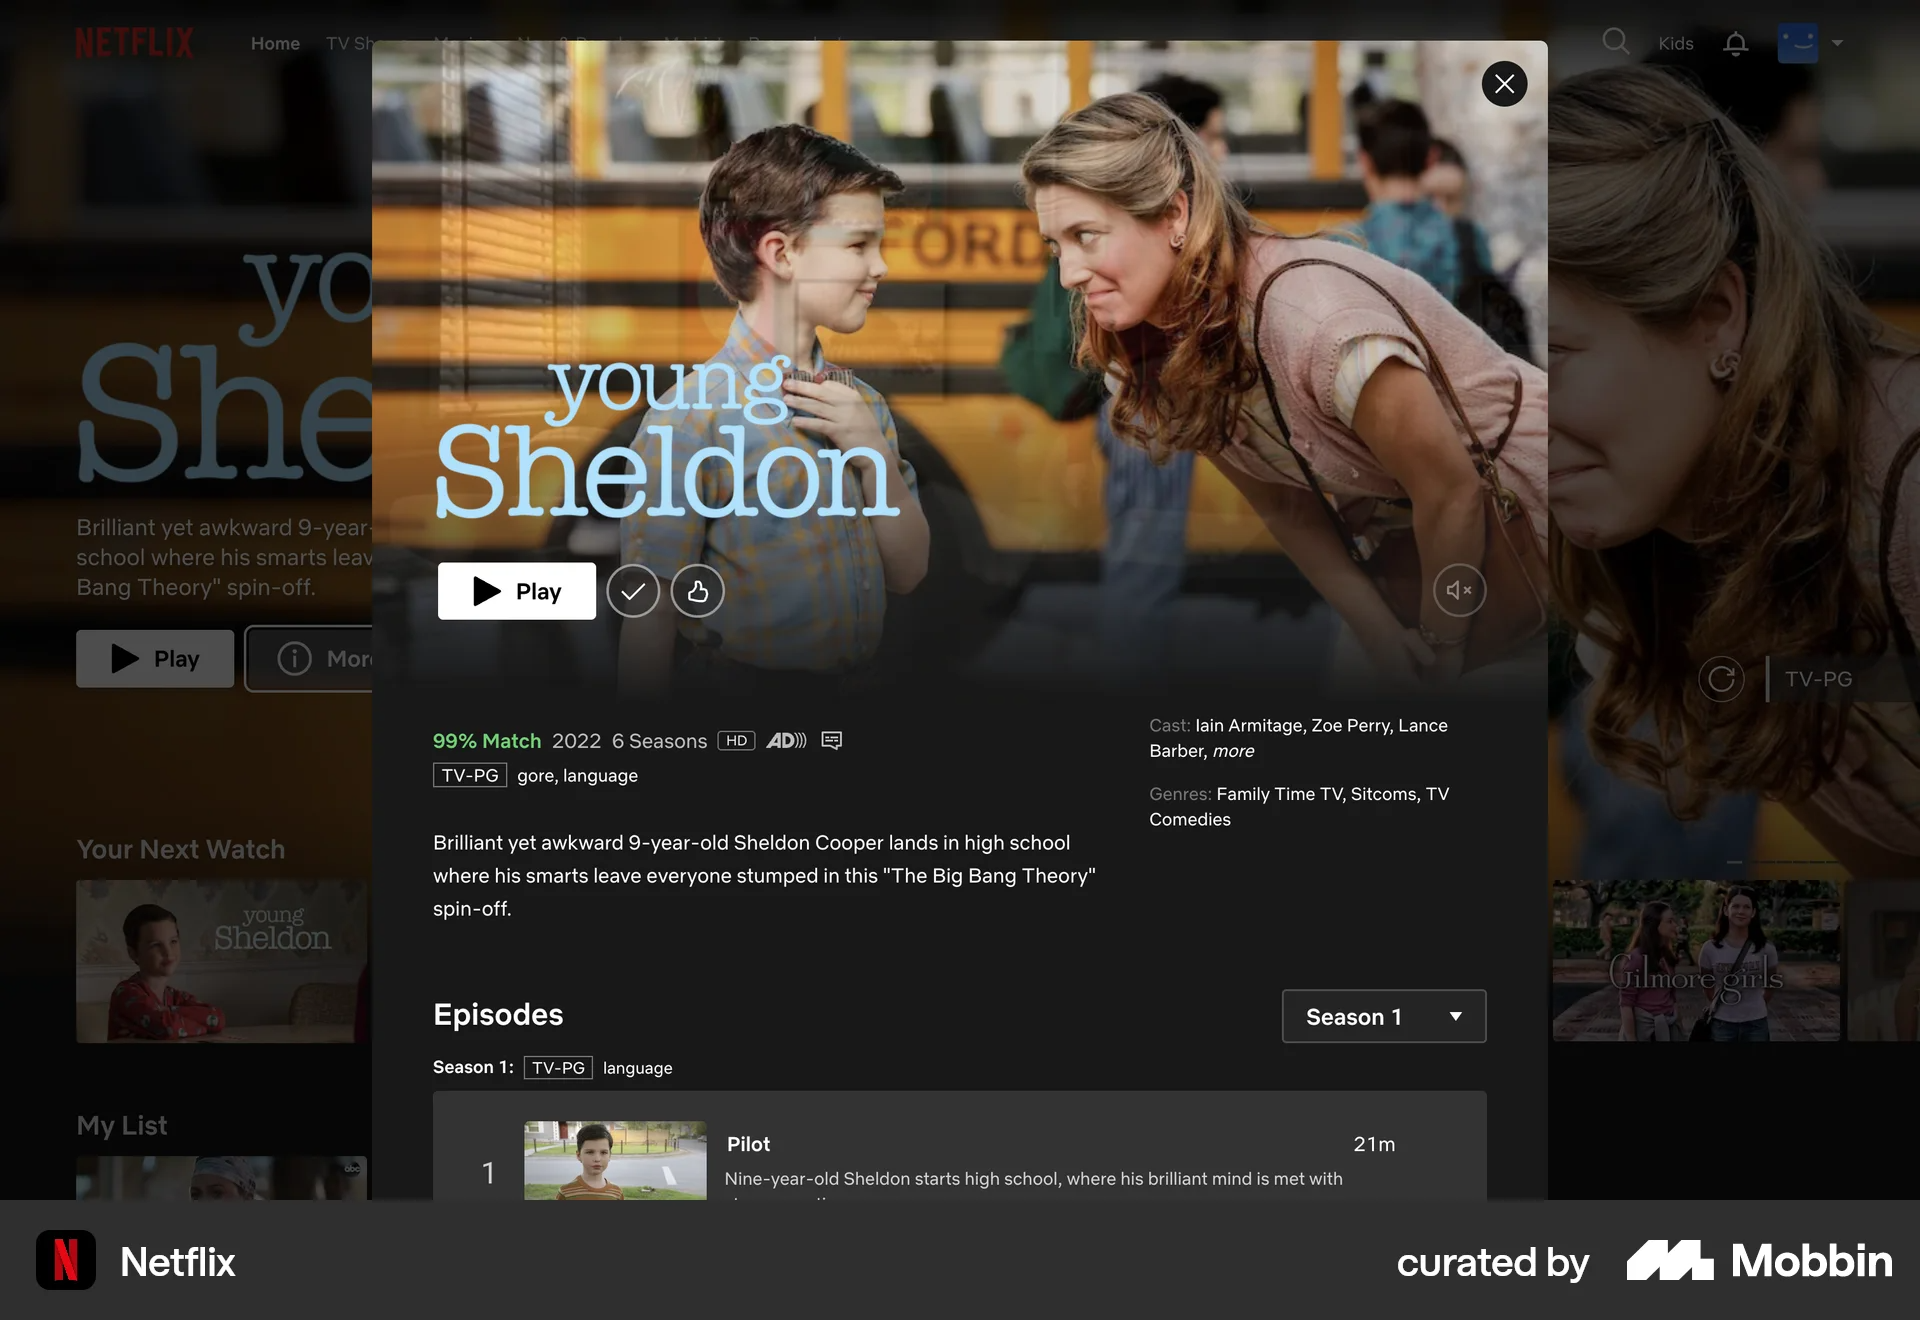 NETFLIX
Home
TV Sh
Kids
FORD
yo
She
young
Sheldon
Brilliant yet awkward 9-year-
school where his smarts leav
Bang Theory" spin-off.
Play
More
Play
TV-PG
99% Match 2022 6 Seasons HD AD
TV-PG gore, language
Cast: Iain Armitage, Zoe Perry, Lance
Barber, more
Genres: Family Time TV, Sitcoms, TV
Comedies
Brilliant yet awkward 9-year-old Sheldon Cooper lands in high school
where his smarts leave everyone stumped in this "The Big Bang Theory"
spin-off.
Your Next Watch
young
Sheldon
Gilmore girls
Episodes
Season 1
Season 1: TV-PG language
My List
abc
1
Pilot
21m
Nine-year-old Sheldon starts high school, where his brilliant mind is met with
N
Netflix
curated by
Mobbin